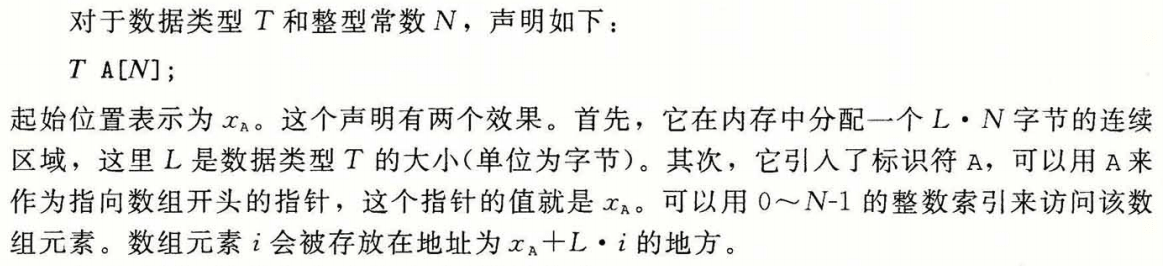 对于数据类型 T 和整型常数 N，声明如下：
T A[N];
起始位置表示为 xA。这个声明有两个效果。首先，它在内存中分配一个 L·N 字节的连续
区域，这里 L 是数据类型 T 的大小(单位为字节)。其次，它引入了标识符 A，可以用 A 来
作为指向数组开头的指针，这个指针的值就是 xA。可以用 0～N-1 的整数索引来访问该数
组元素。数组元素 i 会被存放在地址为 xA+L·i 的地方。